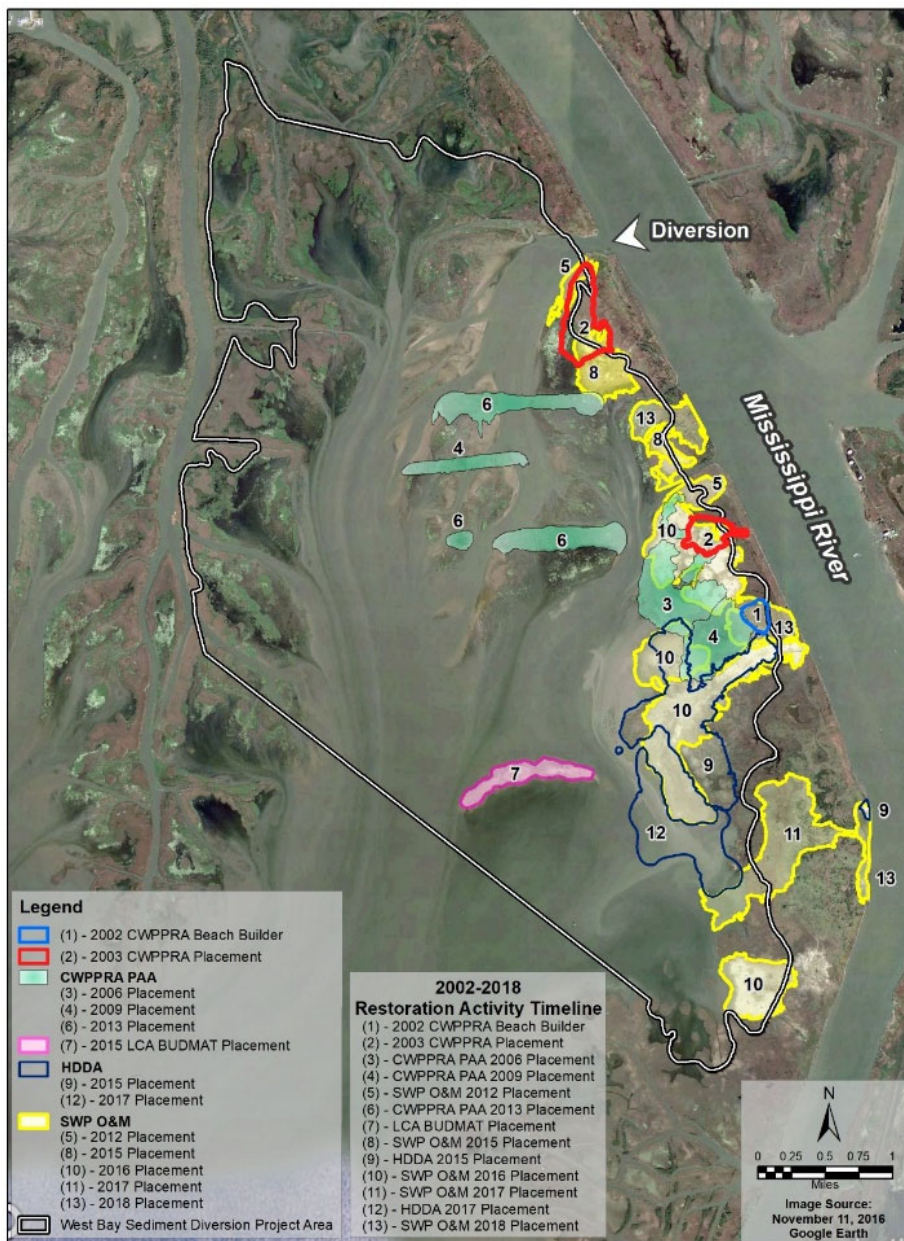 Diversion
5
2
8
6
13
4
8
5
6
6
10
2
3
1
13
4
10
10
9
7
12
11
9
13
10
Mississippi River
Legend
(1) - 2002 CWPPRA Beach Builder
(2) - 2003 CWPPRA Placement
CWPPRA PAA
(3) - 2006 Placement
(4) - 2009 Placement
(6) - 2013 Placement
(7) - 2015 LCA BUDMAT Placement
HDDA
(9) - 2015 Placement
(12) - 2017 Placement
SWP O&M
(5) - 2012 Placement
(8) - 2015 Placement
(10) - 2016 Placement
(11) - 2017 Placement
(13) - 2018 Placement
West Bay Sediment Diversion Project Area
2002-2018
Restoration Activity Timeline
(1) - 2002 CWPPRA Beach Builder
(2) - 2003 CWPPRA Placement
(3) - CWPPRA PAA 2006 Placement
(4) - CWPPRA PAA 2009 Placement
(5) - SWP O&M 2012 Placement
(6) - CWPPRA PAA 2013 Placement
(7) - LCA BUDMAT Placement
(8) - SWP O&M 2015 Placement
(9) - HDDA 2015 Placement
(10) - SWP O&M 2016 Placement
(11) - SWP O&M 2017 Placement
(12) - HDDA 2017 Placement
(13) - SWP O&M 2018 Placement
N
0 0.25 0.5 0.75 1
Miles
Image Source:
November 11, 2016
Google Earth